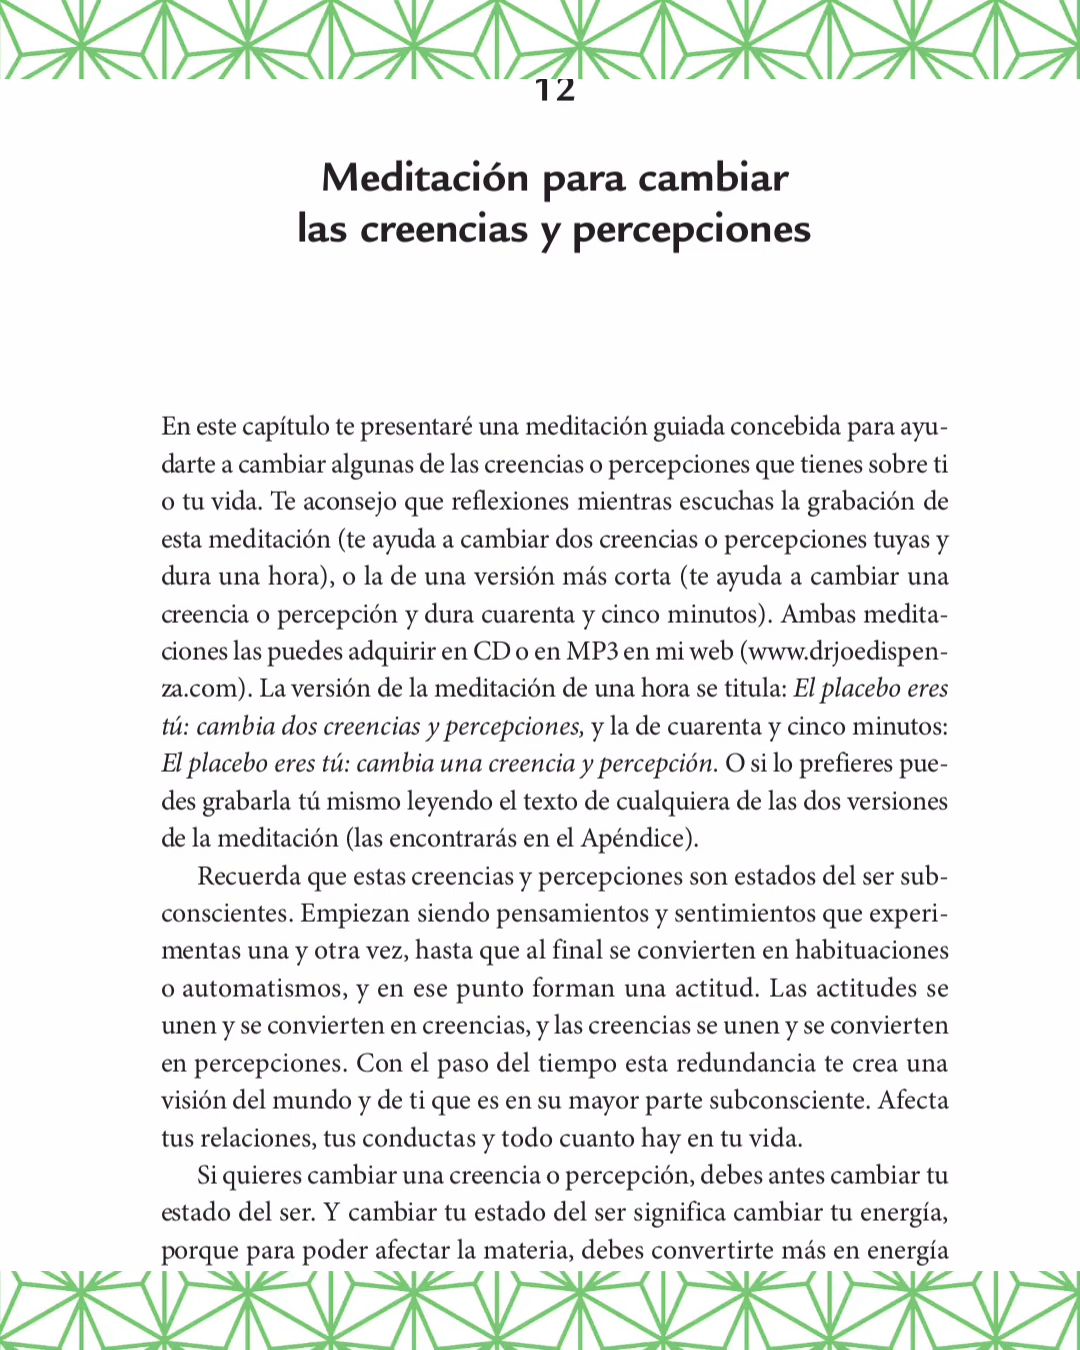 12
Meditación para cambiar
las creencias y percepciones
En este capítulo te presentaré una meditación guiada concebida para ayu-
darte a cambiar algunas de las creencias o percepciones que tienes sobre ti
o tu vida. Te aconsejo que reflexiones mientras escuchas la grabación de
esta meditación (te ayuda a cambiar dos creencias o percepciones tuyas y
dura una hora), o la de una versión más corta (te ayuda a cambiar una
creencia o percepción y dura cuarenta y cinco minutos). Ambas medita-
ciones las puedes adquirir en CD o en MP3 en mi web (www.drjoedispen-
za.com). La versión de la meditación de una hora se titula: El placebo eres
tú: cambia dos creencias y percepciones, y la de cuarenta y cinco minutos:
El placebo eres tú: cambia una creencia y percepción. O si lo prefieres pue-
des grabarla tú mismo leyendo el texto de cualquiera de las dos versiones
de la meditación (las encontrarás en el Apéndice).
Recuerda que estas creencias y percepciones son estados del ser sub-
conscientes. Empiezan siendo pensamientos y sentimientos que experi-
mentas una y otra vez, hasta que al final se convierten en habituaciones
o automatismos, y en ese punto forman una actitud. Las actitudes se
unen y se convierten en creencias, y las creencias se unen y se convierten
en percepciones. Con el paso del tiempo esta redundancia te crea una
visión del mundo y de ti que es en su mayor parte subconsciente. Afecta
tus relaciones, tus conductas y todo cuanto hay en tu vida.
Si quieres cambiar una creencia o percepción, debes antes cambiar tu
estado del ser. Y cambiar tu estado del ser significa cambiar tu energía,
porque para poder afectar la materia, debes convertirte más en energía